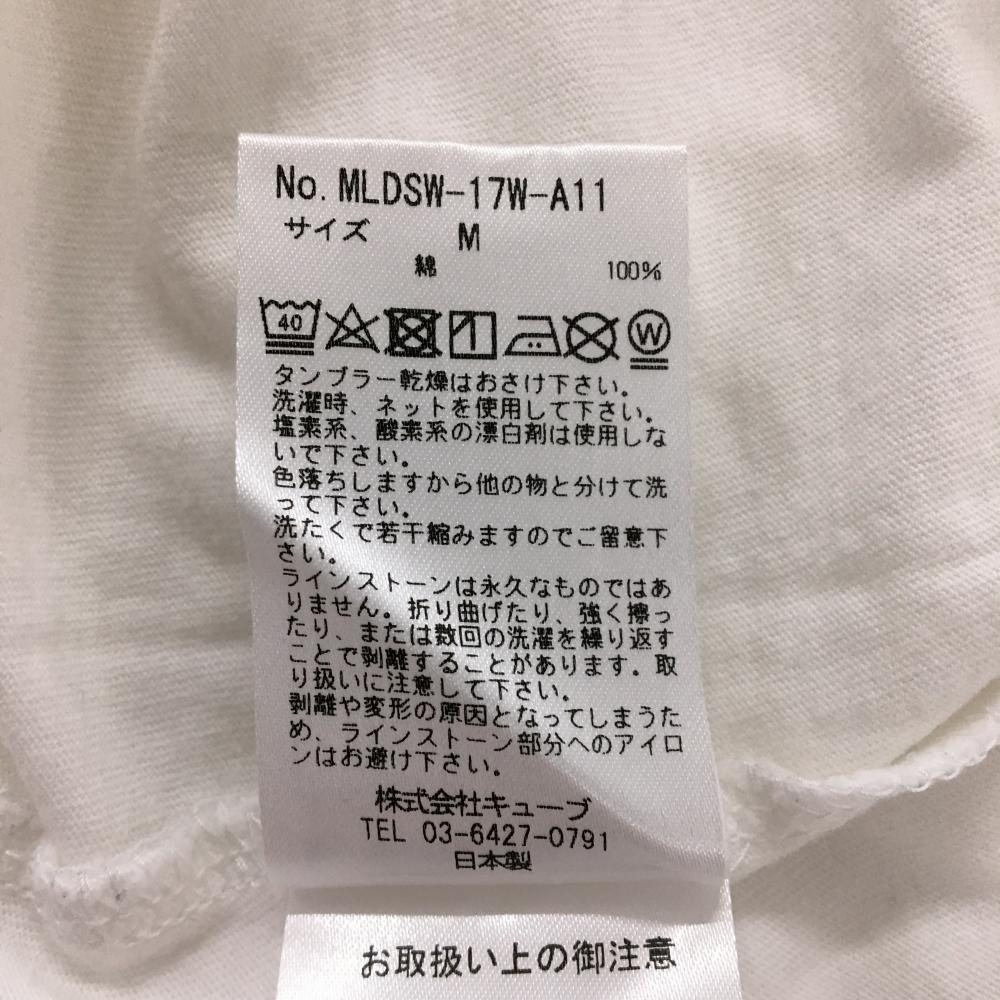 No. MLDSW-17W-A11
サイズ M
綿 100%
40 W
タンブラー乾燥はおさけ下さい。
洗濯時、ネットを使用して下さい。
塩素系、酸素系の漂白剤は使用しな
いで下さい。
色落ちしますから他の物と分けて洗
って下さい。
洗たくで若干縮みますのでご留意下
さい。
ラインストーンは永久なものではあ
りません。折り曲げたり、強く擦っ
たり、または数回の洗濯を繰り返す
ことで剥離することがあります。取
り扱いに注意して下さい。
剥離や変形の原因となってしまうた
め、ラインストーン部分へのアイロ
ンはお避け下さい。
株式会社キューブ
TEL 03-6427-0791
日本製
お取扱い上の御注意